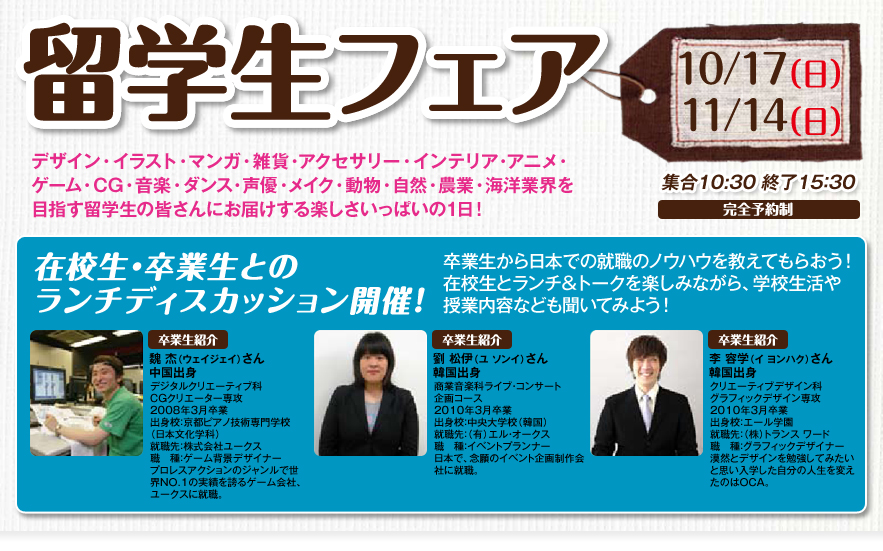 留学生フェア
10/17(日)
11/14(日)
デザイン・イラスト・マンガ・雑貨・アクセサリー・インテリア・アニメ・
ゲーム・CG・音楽・ダンス・声優・メイク・動物・自然・農業・海洋業界を
目指す留学生の皆さんにお届けする楽しさいっぱいの1日！
集合10:30 終了15:30
完全予約制
在校生・卒業生との
ランチディスカッション開催！
卒業生から日本での就職のノウハウを教えてもらおう！
在校生とランチ&トークを楽しみながら、学校生活や
授業内容なども聞いてみよう！
卒業生紹介
魏 杰（ウェイジェイ）さん
中国出身
デジタルクリエーティブ科
CGクリエーター専攻
2008年3月卒業
出身校：京都ピアノ技術専門学校
（日本文化学科）
就職先：株式会社ユークス
職　種：ゲーム背景デザイナー
プロレスアクションのジャンルで世
界NO.1の実績を誇るゲーム会社、
ユークスに就職。
卒業生紹介
劉 松伊（ユ ソンイ）さん
韓国出身
商業音楽科ライブ・コンサート
企画コース
2010年3月卒業
出身校：中央大学校（韓国）
就職先：（有）エル・オークス
職　種：イベントプランナー
日本で、念願のイベント企画制作会
社に就職。
卒業生紹介
李 容学（イ ヨンハク）さん
韓国出身
クリエーティブデザイン科
グラフィックデザイン専攻
2010年3月卒業
出身校：エール学園
就職先：（株）トランス ワード
職　種：グラフィックデザイナー
漠然とデザインを勉強してみたい
と思い入学した自分の人生を変え
たのはOCA。